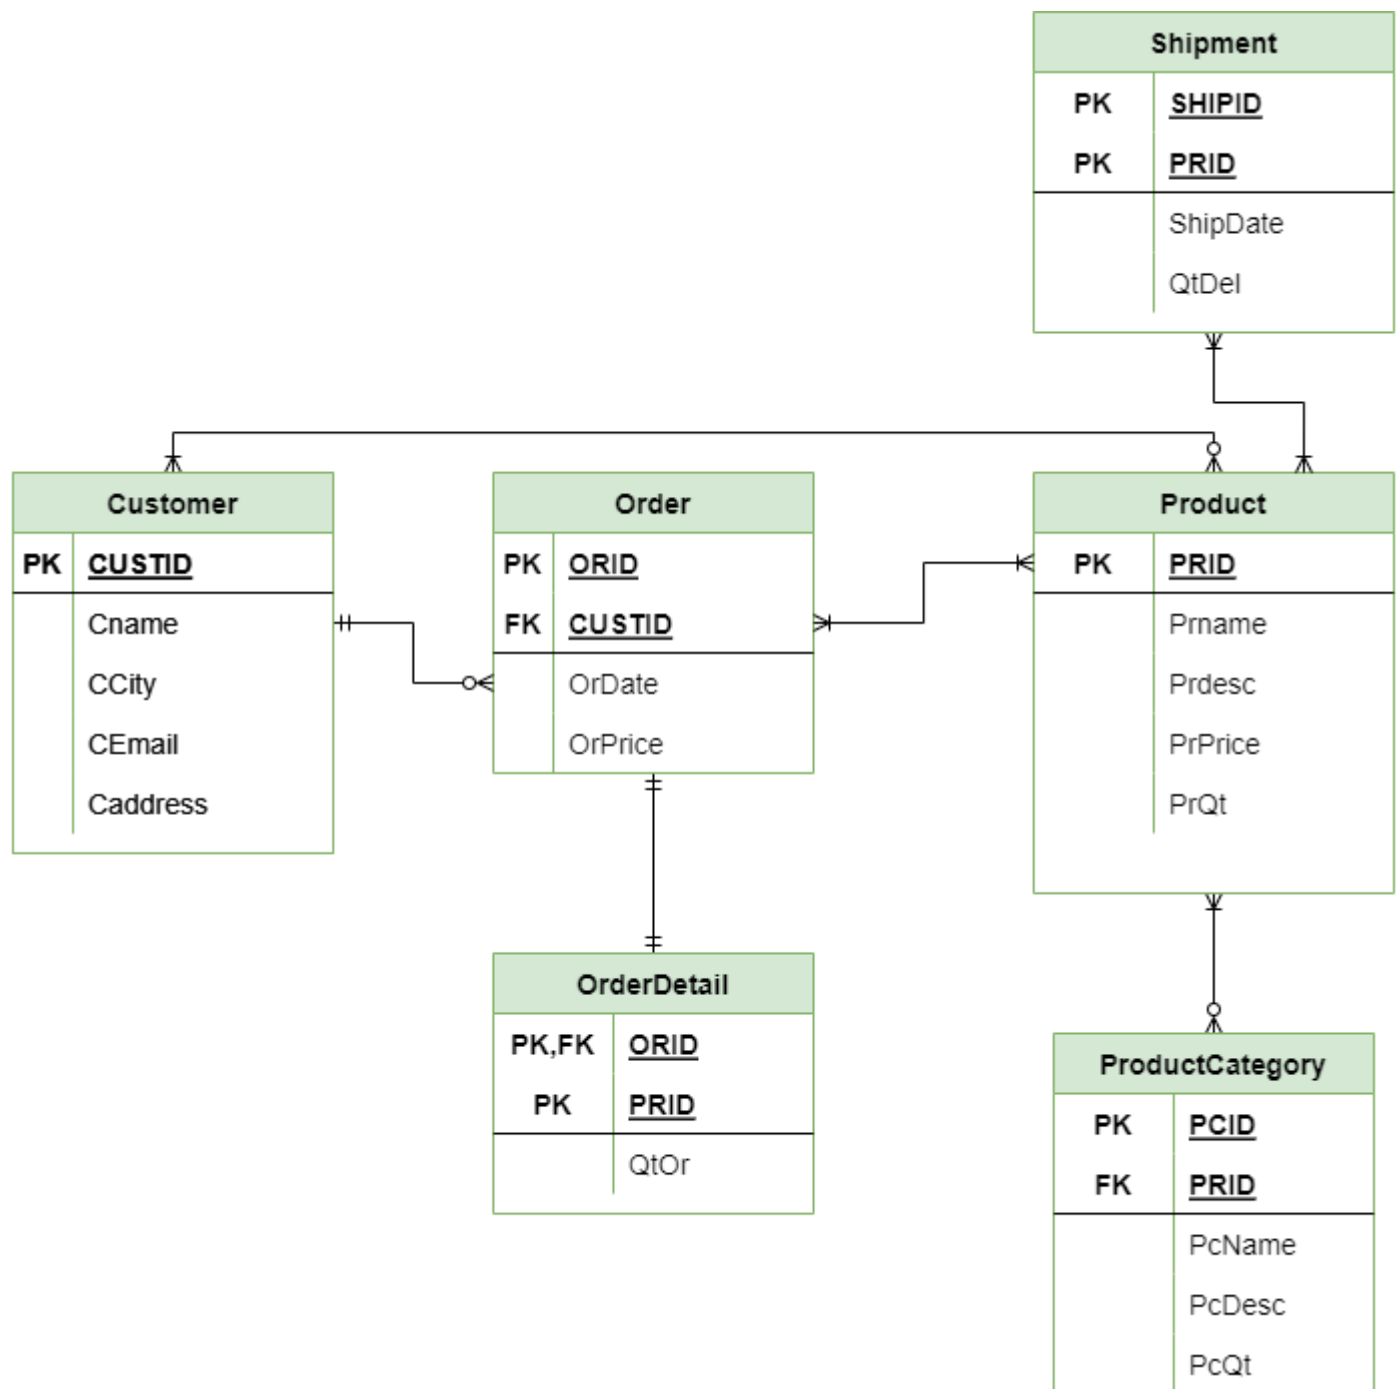 Shipment
PK SHIPID
PK PRID
ShipDate
QtDel
Customer
PK CUSTID
Cname
CCity
CEmail
Caddress
Order
PK ORID
FK CUSTID
OrDate
OrPrice
Product
PK PRID
Prname
Prdesc
PrPrice
PrQt
OrderDetail
PK,FK ORID
PK PRID
QtOr
ProductCategory
PK PCID
FK PRID
PcName
PcDesc
PcQt